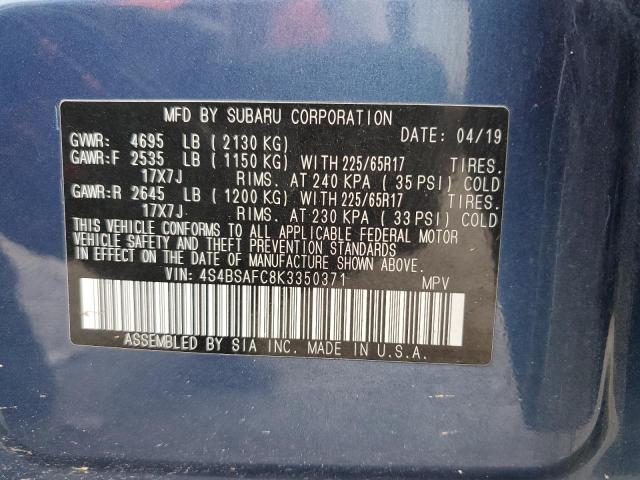 MFD BY SUBARU CORPORATION
GVWR: 4695 LB ( 2130 KG) DATE: 04/19
GAWR:F 2535 LB ( 1150 KG) WITH 225/65R17 TIRES.
17X7J RIMS. AT 240 KPA ( 35 PSI) COLD
GAWR:R 2645 LB ( 1200 KG) WITH 225/65R17 TIRES.
17X7J RIMS. AT 230 KPA ( 33 PSI) COLD
THIS VEHICLE CONFORMS TO ALL APPLICABLE FEDERAL MOTOR
VEHICLE SAFETY AND THEFT PREVENTION STANDARDS
IN EFFECT ON THE DATE OF MANUFACTURE SHOWN ABOVE.
VIN: 4S4BSAFC8K3350371 MPV
ASSEMBLED BY SIA INC. MADE IN U.S.A.